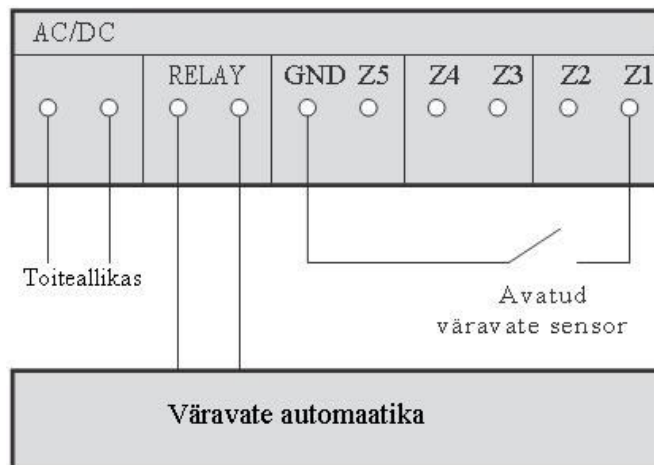 AC/DC
RELAY GND Z5 Z4 Z3 Z2 Z1
Toiteallikas
Avatud
väravate sensor
Väravate automaatika